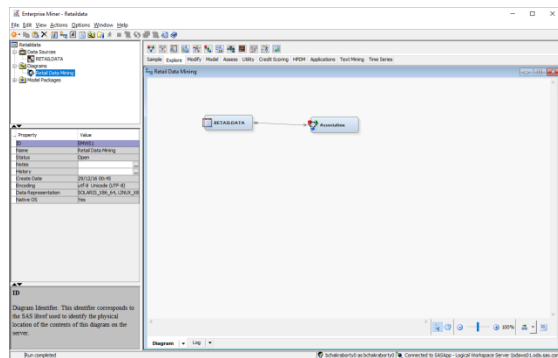 Enterprise Miner - Retaildata
File Edit View Actions Options Window Help
Retaildata
Data Sources
RETAILDATA
Diagrams
Retail Data Mining
Model Packages
Sample Explore Modify Model Assess Utility Credit Scoring HPDM Applications Text Mining Time Series
Retail Data Mining
RETAILDATA
Association
Property Value
ID EMWS1
Name Retail Data Mining
Status Open
Notes
History
Create Date 29/12/16 00:45
Encoding utf-8 Unicode (UTF-8)
Data Representation SOLARIS_X86_64, LINUX_X8
Native OS Yes
ID
Diagram Identifier. This identifier corresponds to
the SAS libref used to identify the physical
location of the contents of this diagram on the
server.
100%
Diagram Log
Run completed
Connected to SASApp - Logical Workspace Server